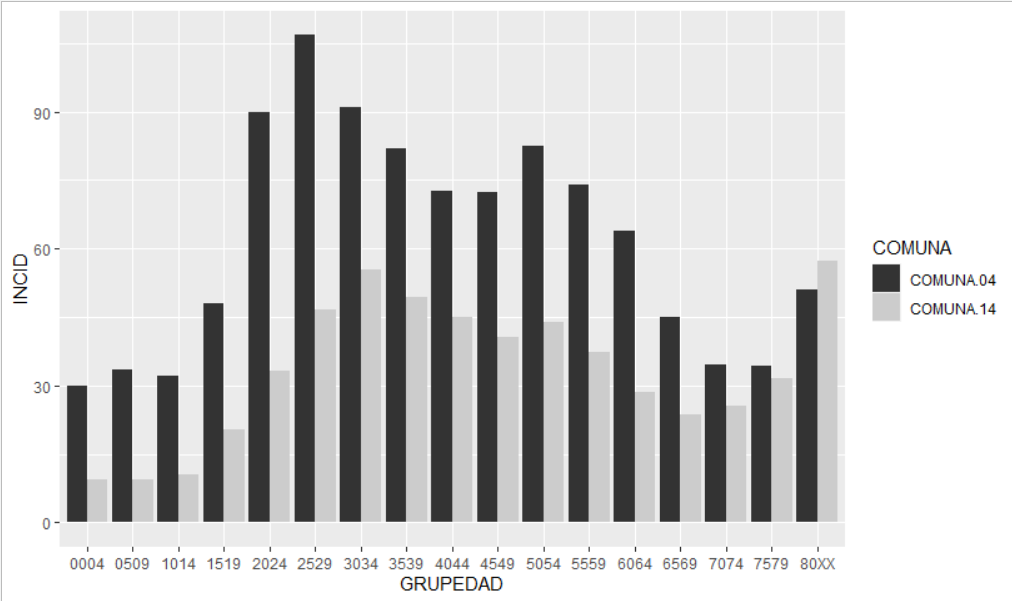 90
60
30
0
INCID
0004 0509 1014 1519 2024 2529 3034 3539 4044 4549 5054 5559 6064 6569 7074 7579 80XX
GRUPEDAD
COMUNA
COMUNA.04
COMUNA.14